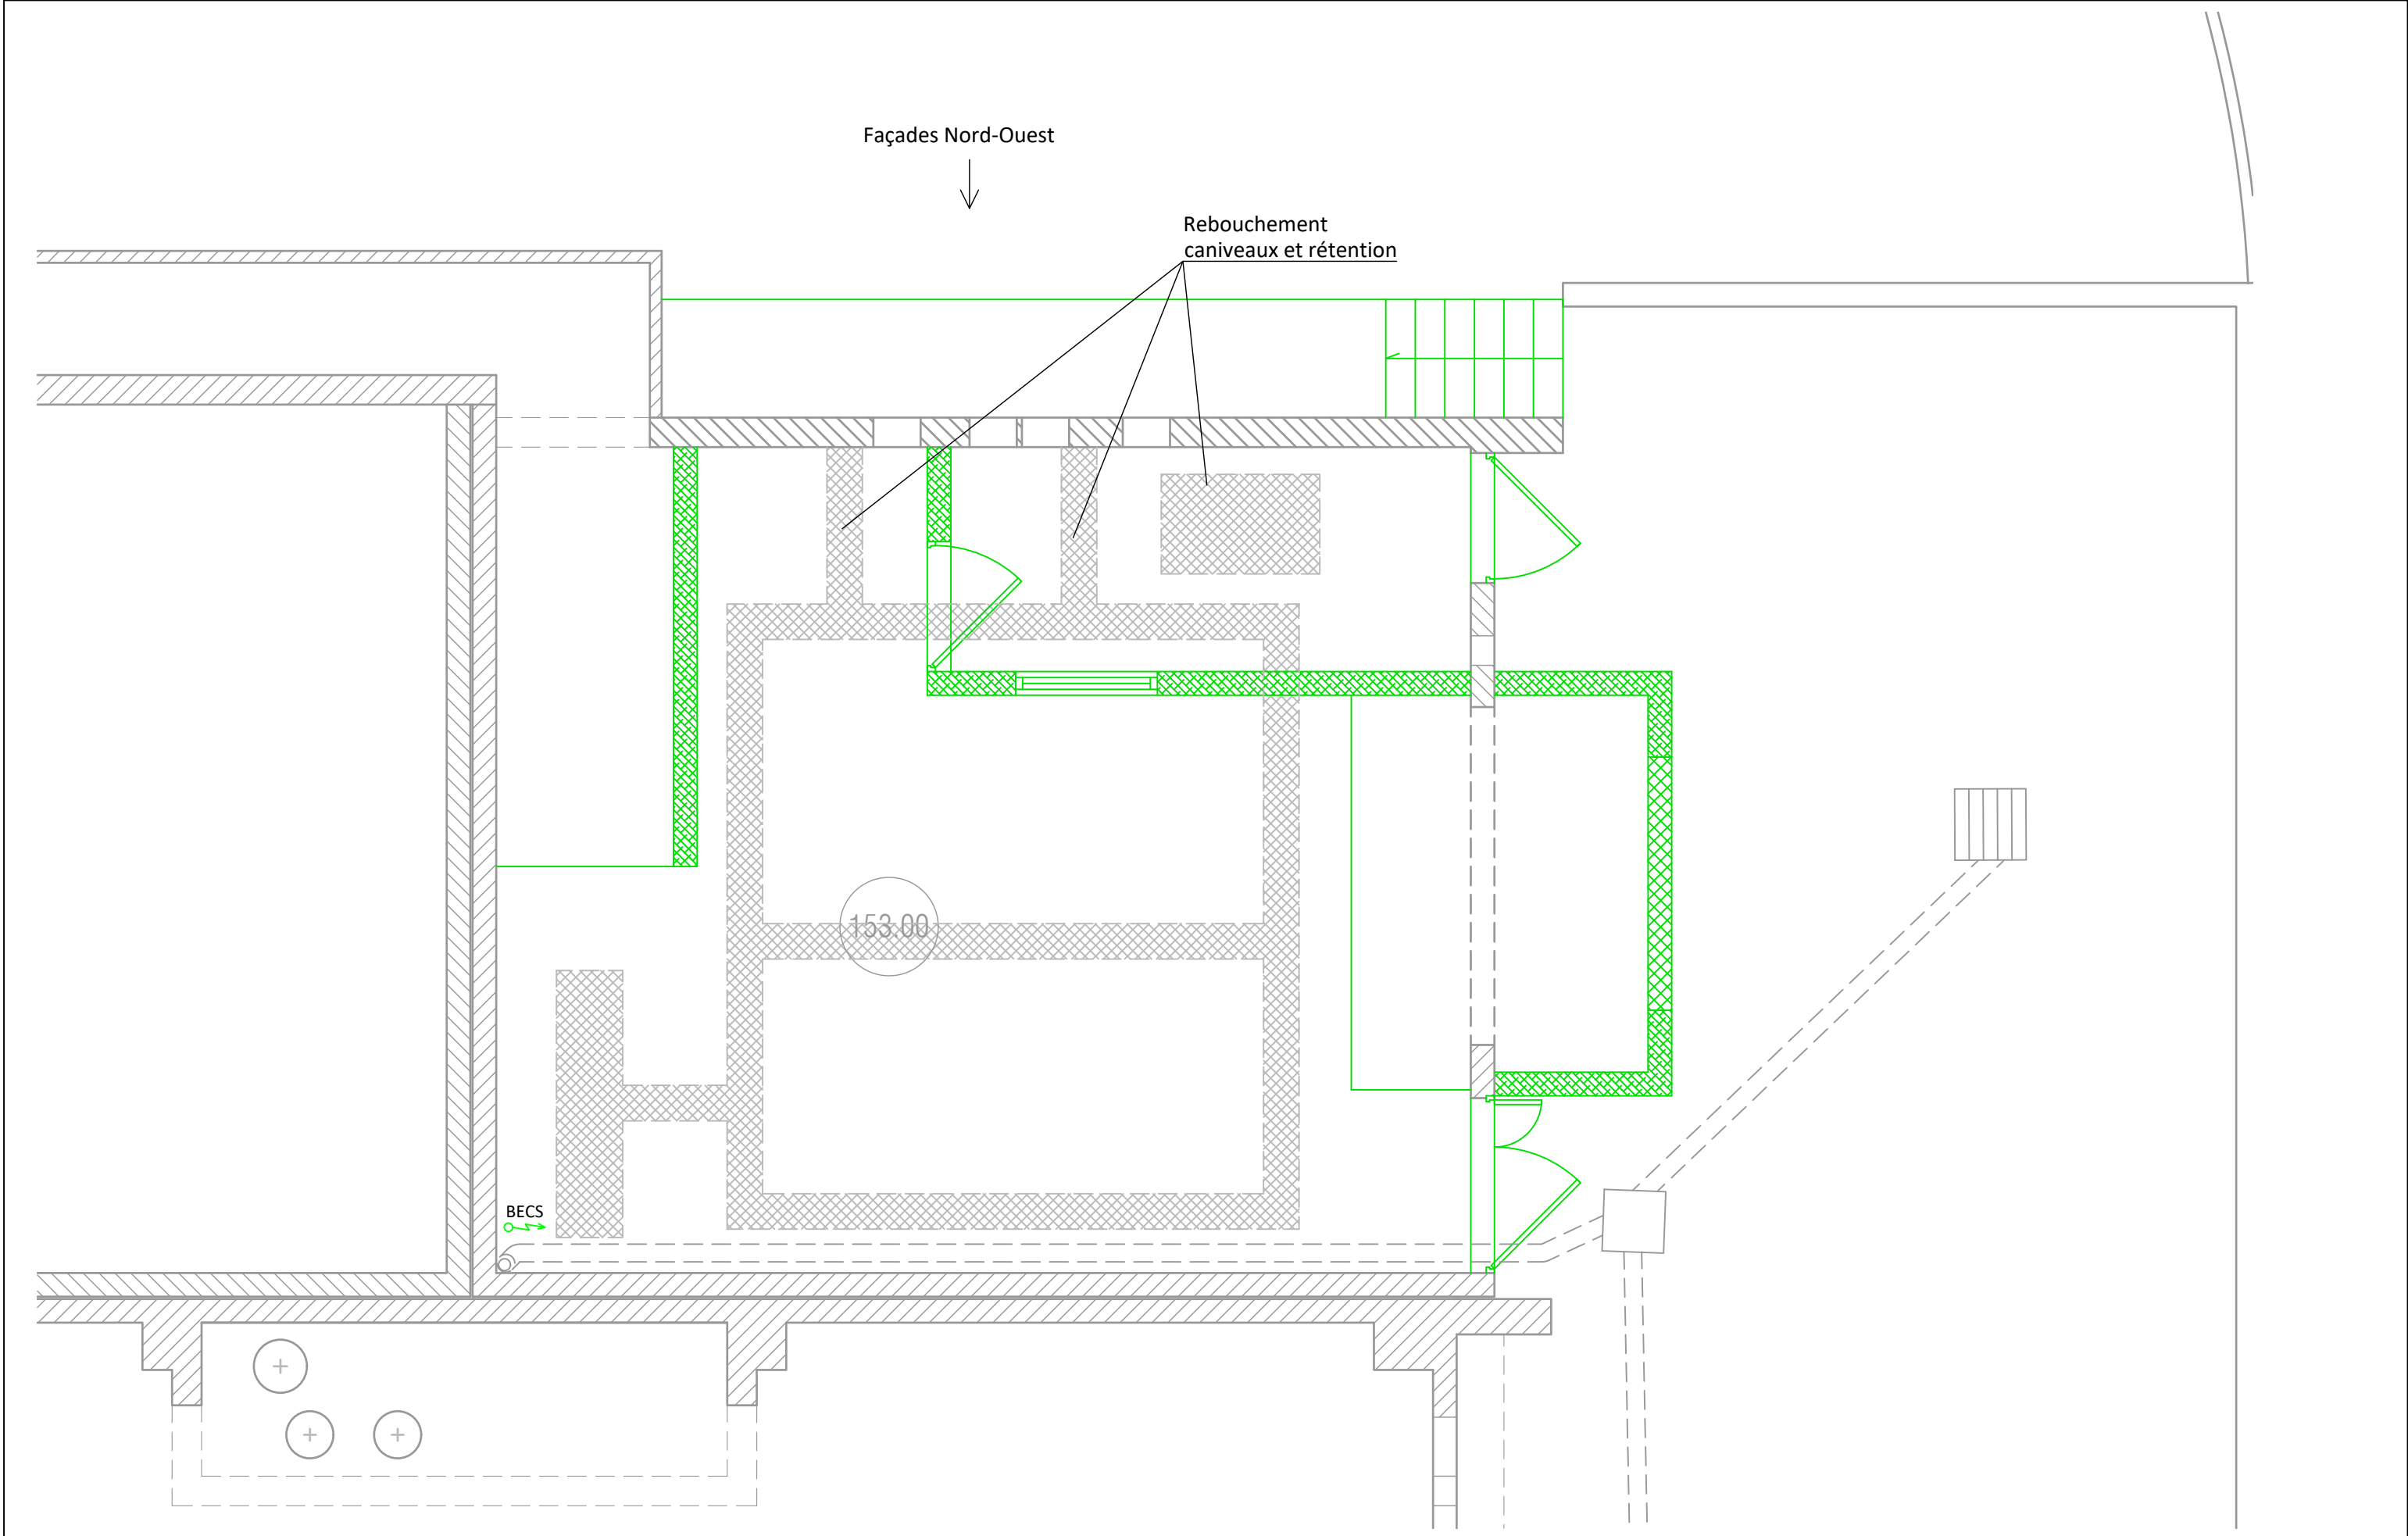 Façades Nord-Ouest
Rebouchement
caniveaux et rétention
153.00
BECS